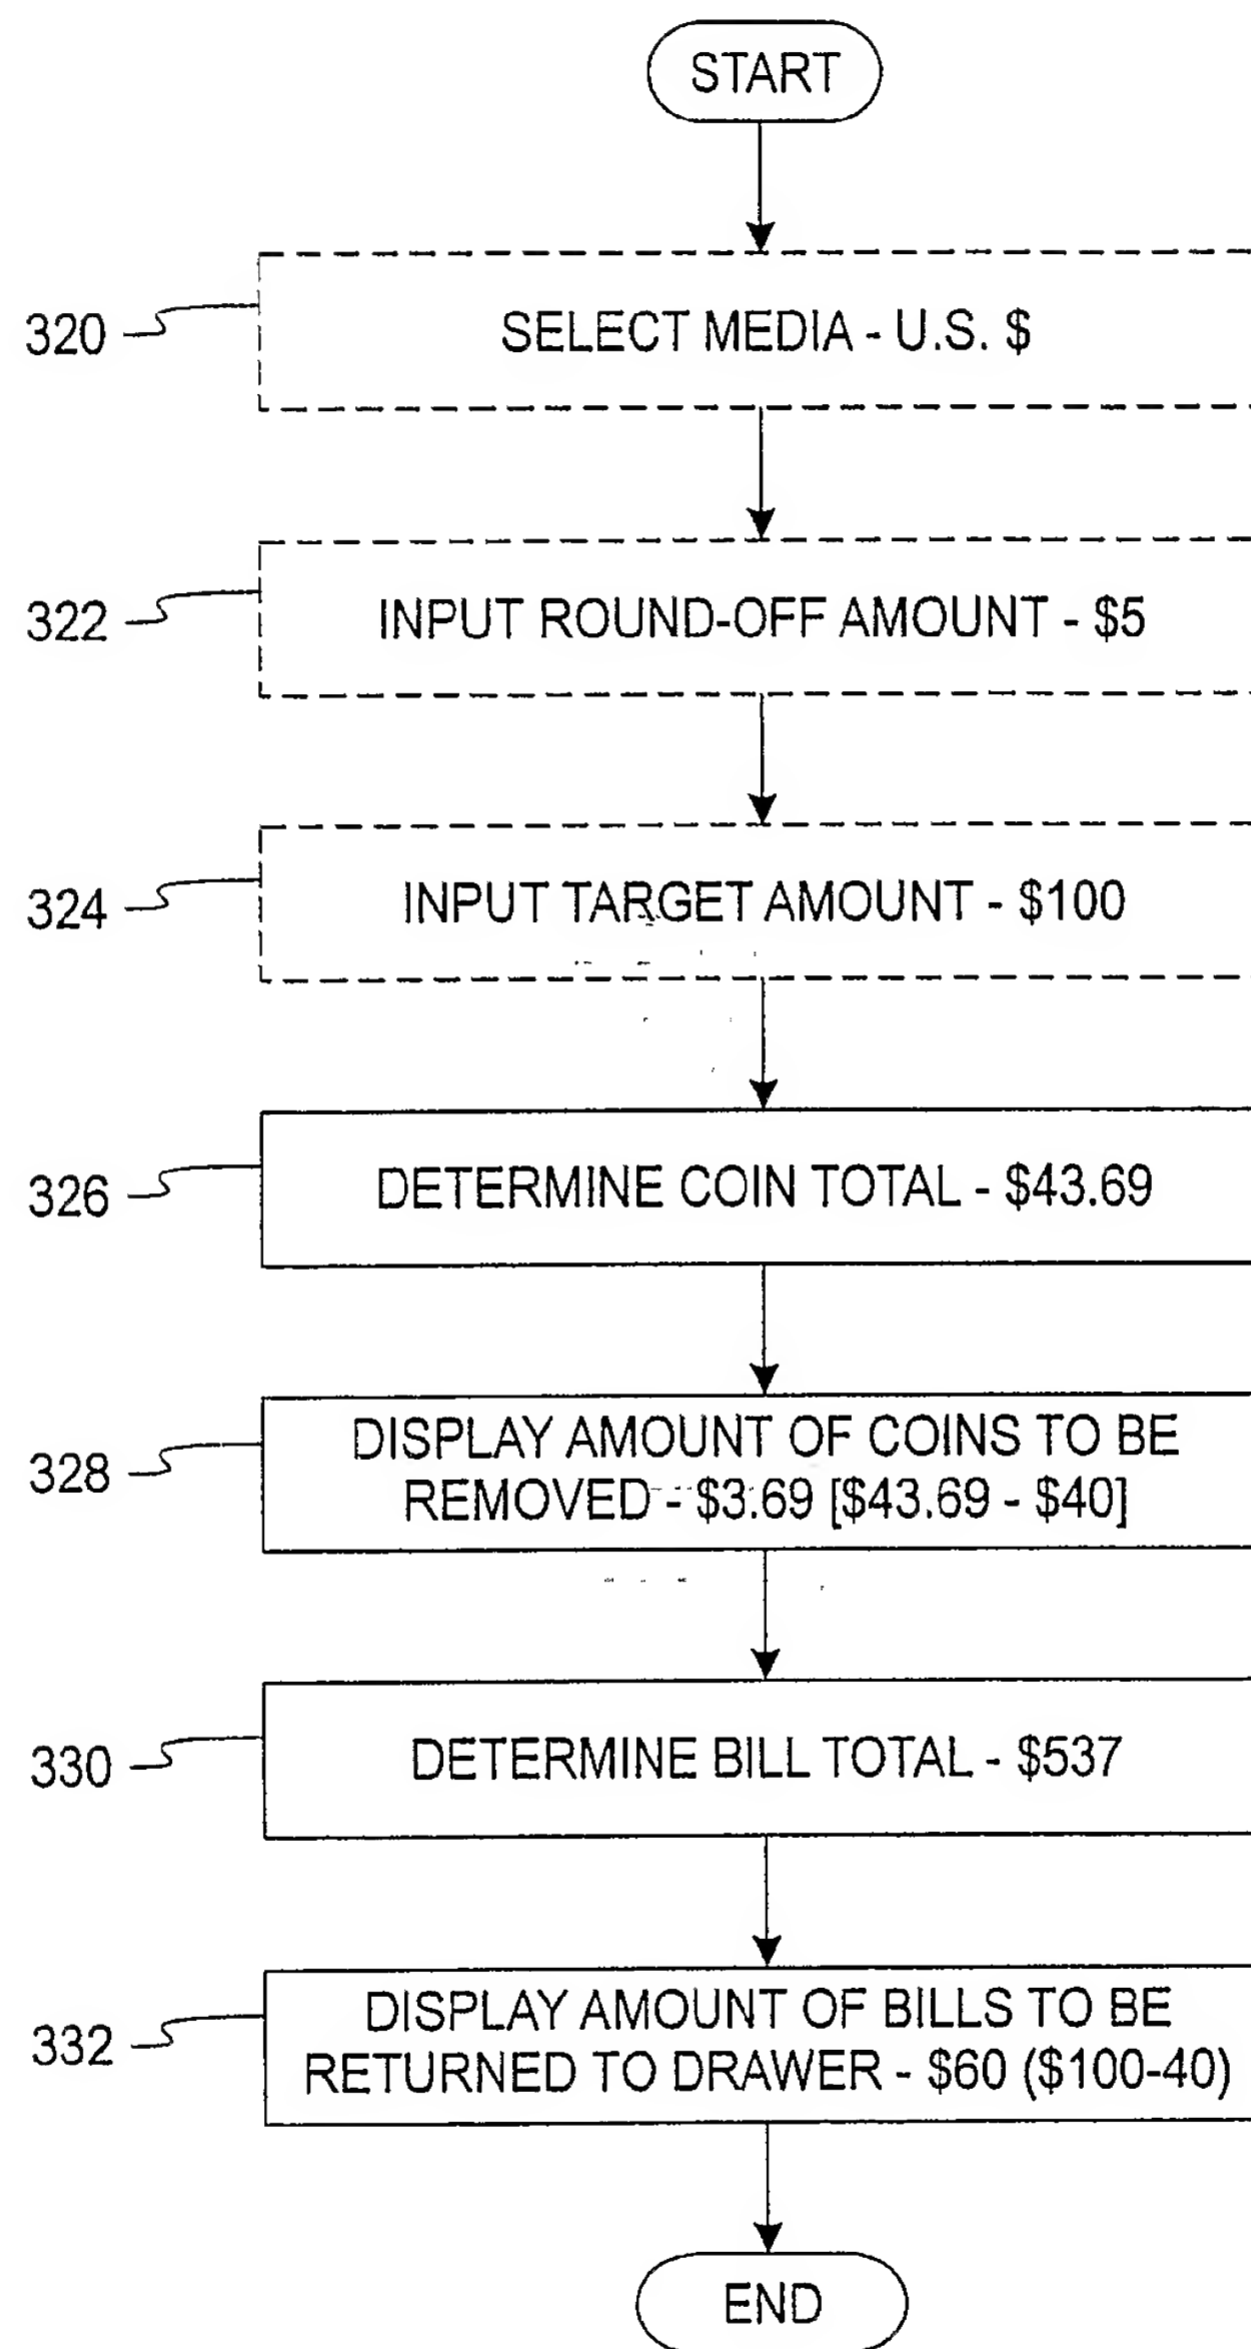 START
320
SELECT MEDIA - U.S. $
322
INPUT ROUND-OFF AMOUNT - $5
324
INPUT TARGET AMOUNT - $100
326
DETERMINE COIN TOTAL - $43.69
328
DISPLAY AMOUNT OF COINS TO BE
REMOVED - $3.69 [$43.69 - $40]
330
DETERMINE BILL TOTAL - $537
332
DISPLAY AMOUNT OF BILLS TO BE
RETURNED TO DRAWER - $60 ($100-40)
END